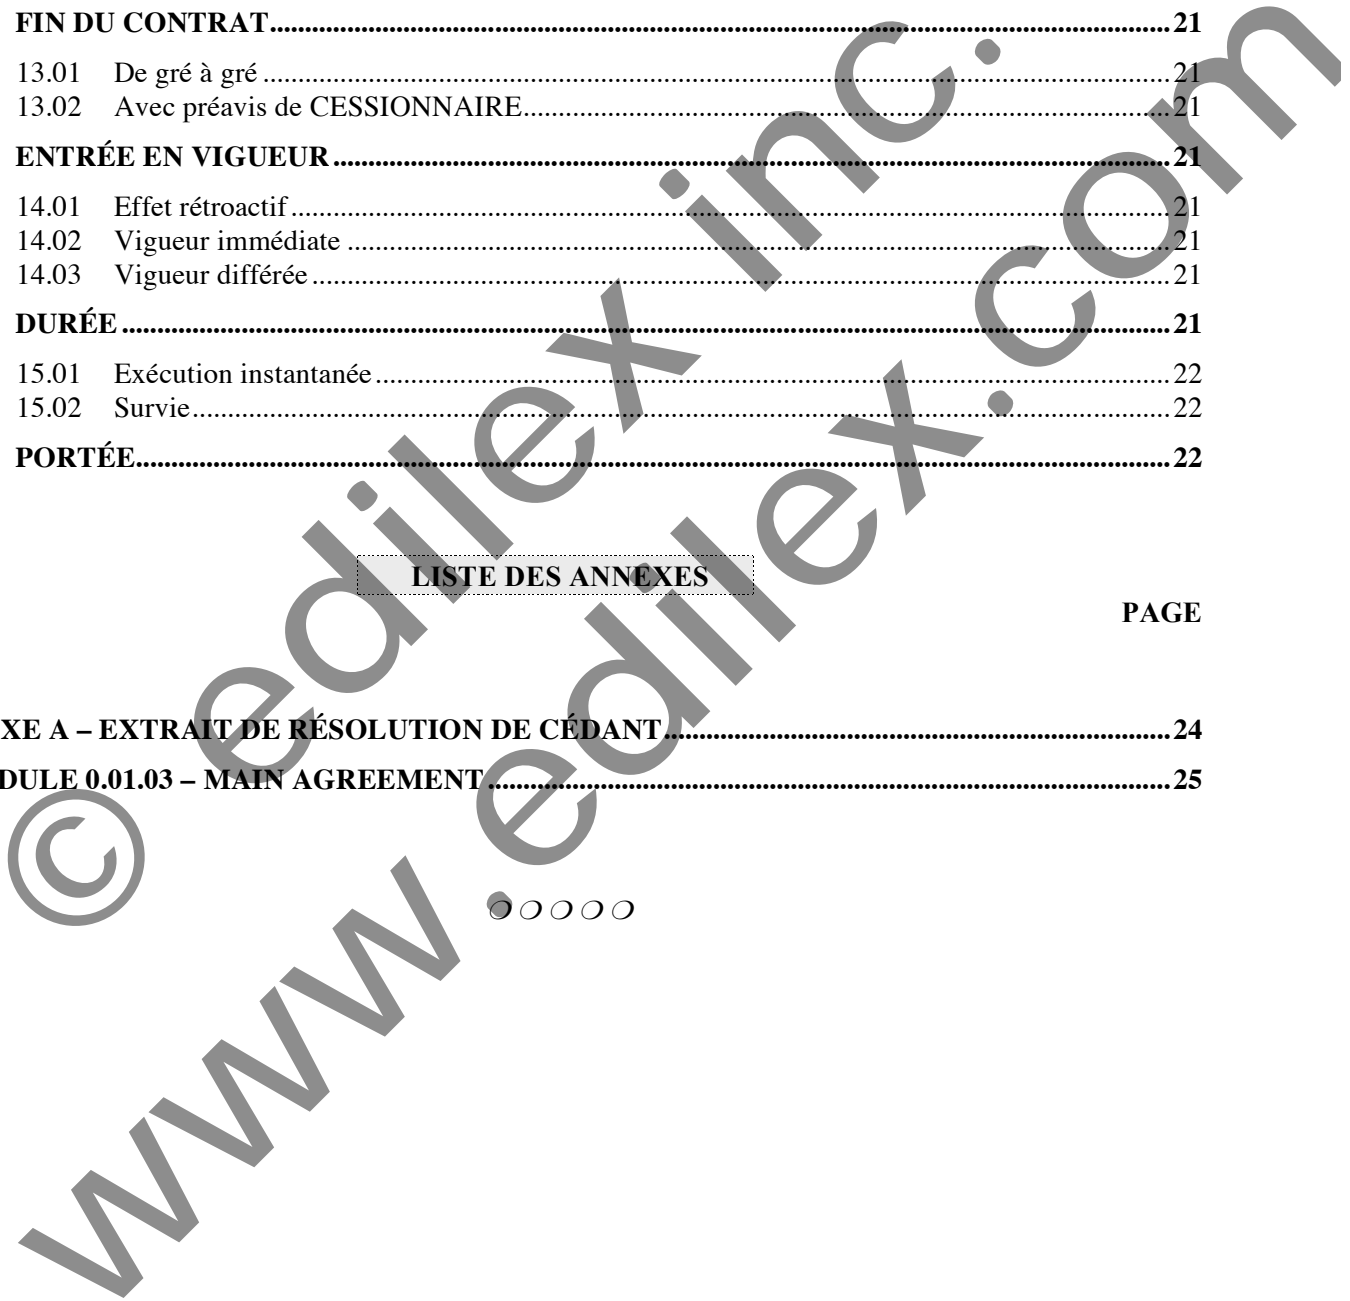 FIN DU CONTRAT.......... 21
13.01 De gré à gré.......... 21
13.02 Avec préavis de CESSIONNAIRE.......... 21
ENTRÉE EN VIGUEUR.......... 21
14.01 Effet rétroactif.......... 21
14.02 Vigueur immédiate.......... 21
14.03 Vigueur différée.......... 21
DURÉE.......... 21
15.01 Exécution instantanée.......... 22
15.02 Survie.......... 22
PORTÉE.......... 22
LISTE DES ANNEXES
PAGE
XE A – EXTRAIT DE RÉSOLUTION DE CÉDANT.......... 24
DULE 0.01.03 – MAIN AGREEMENT.......... 25
❍❍❍❍❍
© edilex inc.
www.edilex.com